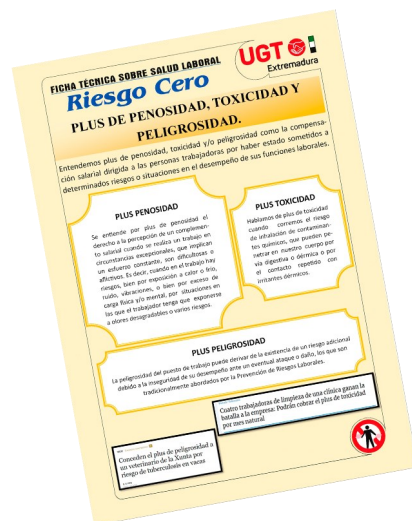 UGT
Extremadura
FICHA TÉCNICA SOBRE SALUD LABORAL
Riesgo Cero
PLUS DE PENOSIDAD, TOXICIDAD Y
PELIGROSIDAD.
Entendemos plus de penosidad, toxicidad y/o peligrosidad como la compensa-
ción salarial dirigida a las personas trabajadoras por haber estado sometidos a
determinados riesgos o situaciones en el desempeño de sus funciones laborales.
PLUS PENOSIDAD
Se entiende por plus de penosidad el
derecho a la percepción de un complemen-
to salarial cuando se realiza un trabajo en
circunstancias excepcionales, que implican
un esfuerzo constante, son dificultosas o
aflictivos. Es decir, cuando en el trabajo hay
riesgos, bien por exposición a calor o frío,
ruido, vibraciones, o bien por exceso de
carga física y/o mental, por situaciones en
las que el trabajador tenga que exponerse
a olores desagradables o varios riesgos.
PLUS TOXICIDAD
Hablamos de plus de toxicidad
cuando corremos el riesgo
de inhalación de contaminan-
tes químicos, que pueden pe-
netrar en nuestro cuerpo por
vía digestiva o dérmica o por
el contacto repetido con
irritantes dérmicos.
PLUS PELIGROSIDAD
La peligrosidad del puesto de trabajo puede derivar de la existencia de un riesgo adicional
debido a la inseguridad de su desempeño ante un eventual ataque o daño, los que son
tradicionalmente abordados por la Prevención de Riesgos Laborales.
Cuatro trabajadoras de limpieza de una clínica ganan la
batalla a la empresa: Podrán cobrar el plus de toxicidad
por mes natural
Conceden el plus de peligrosidad a
un veterinario de la Xunta por
riesgo de tuberculosis en vacas